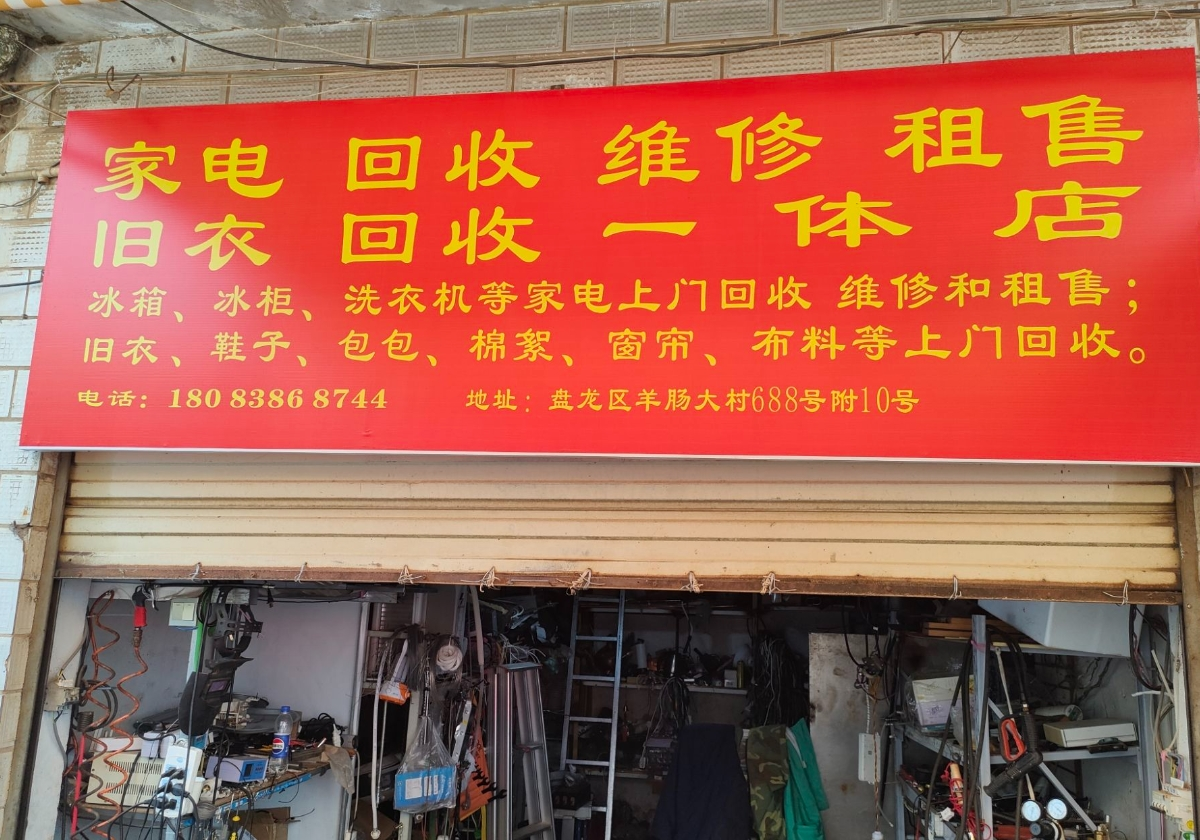 家电 回收 维修 租售
旧衣 回收 一 体 店
冰箱、冰柜、洗衣机等家电上门回收 维修和租售；
旧衣、鞋子、包包、棉絮、窗帘、布料等上门回收。
电话：180 8386 8744 地址：盘龙区羊肠大村688号附10号